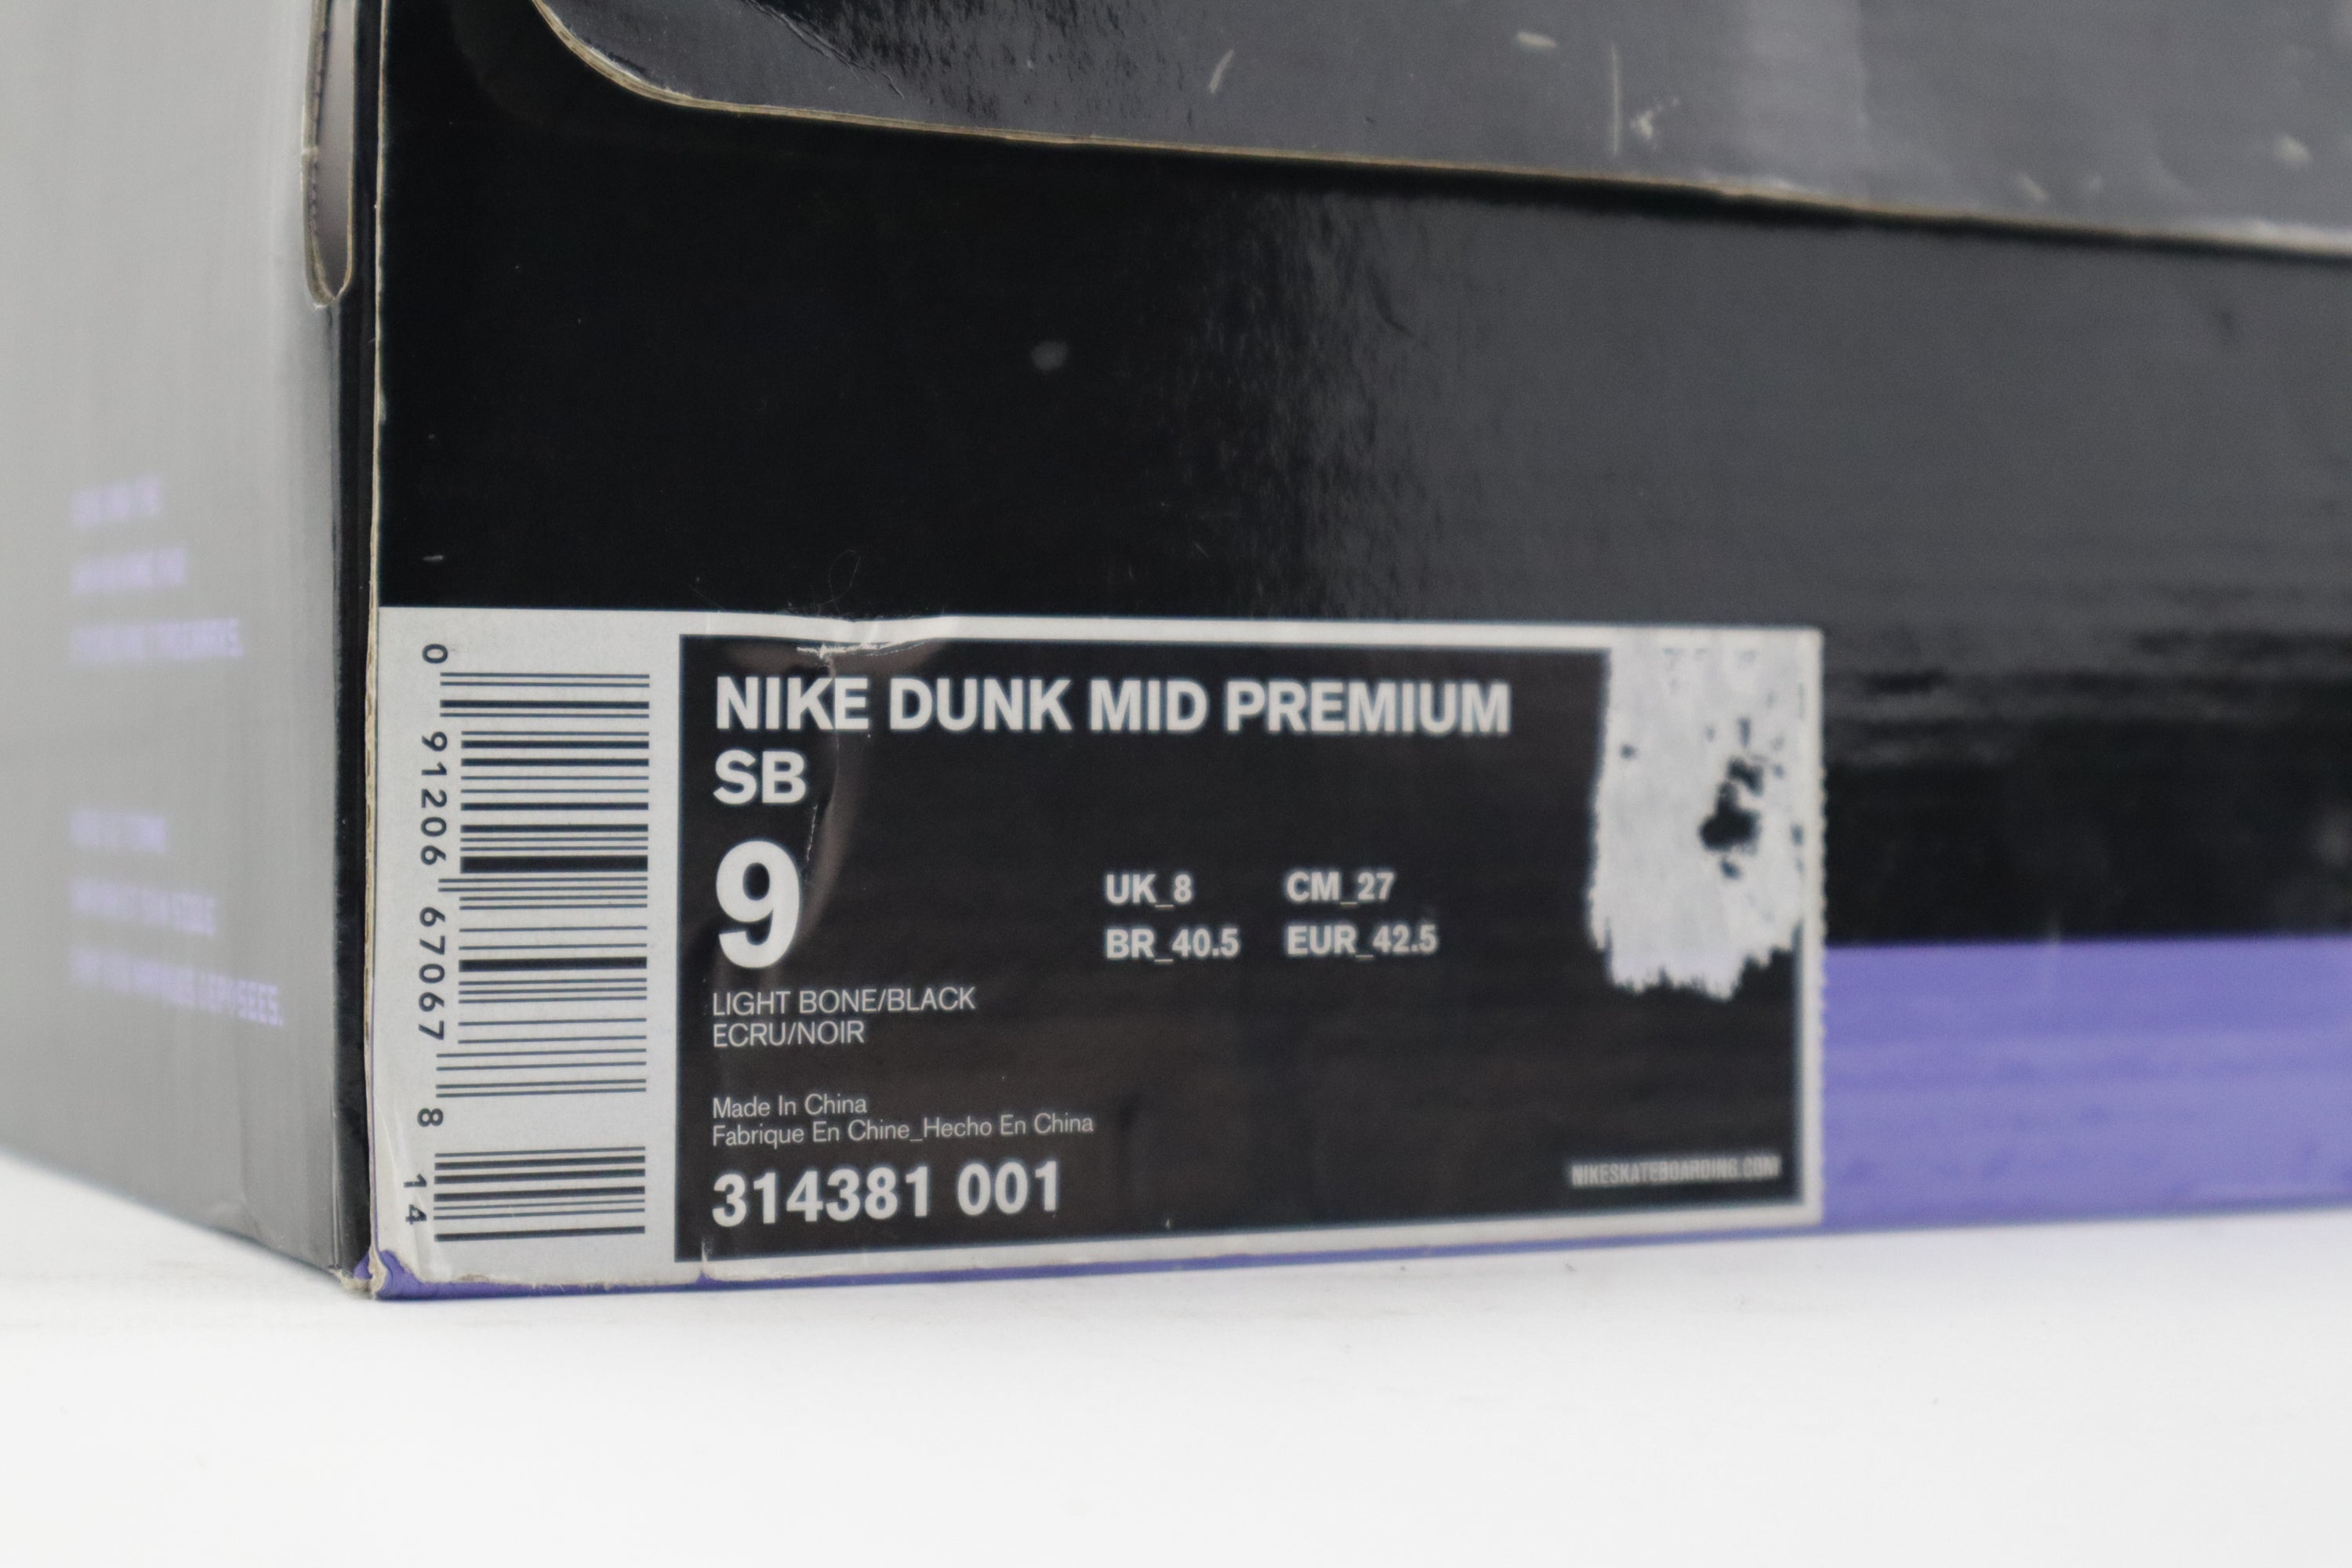 0 91206 67067 8 14
NIKE DUNK MID PREMIUM
SB
9
UK_8 CM_27
BR_40.5 EUR_42.5
LIGHT BONE/BLACK
ECRU/NOIR
Made In China
Fabrique En Chine_Hecho En China
314381 001
NIKESKATEBOARDING.COM